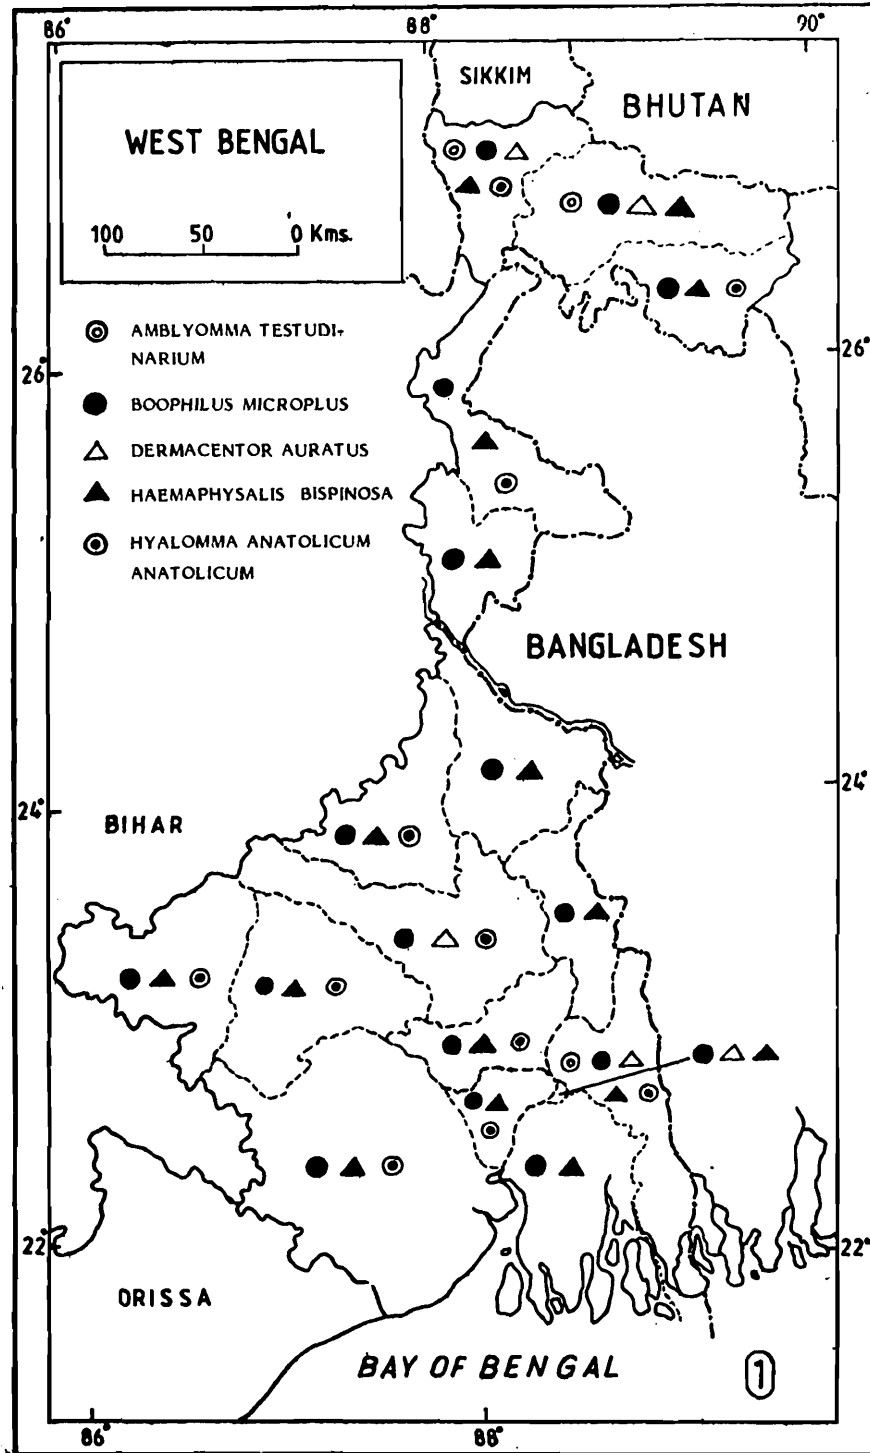 86°
88°
90°
SIKKIM
BHUTAN
WEST BENGAL
100 50 0 Kms.
AMBLYOMMA TESTUDI-
NARIUM
BOOPHILUS MICROPLUS
DERMACENTOR AURATUS
HAEMAPHYSALIS BISPINOSA
HYALOMMA ANATOLICUM
ANATOLICUM
26°
26°
BANGLADESH
24°
24°
BIHAR
22°
22°
ORISSA
BAY OF BENGAL
1
86°
88°